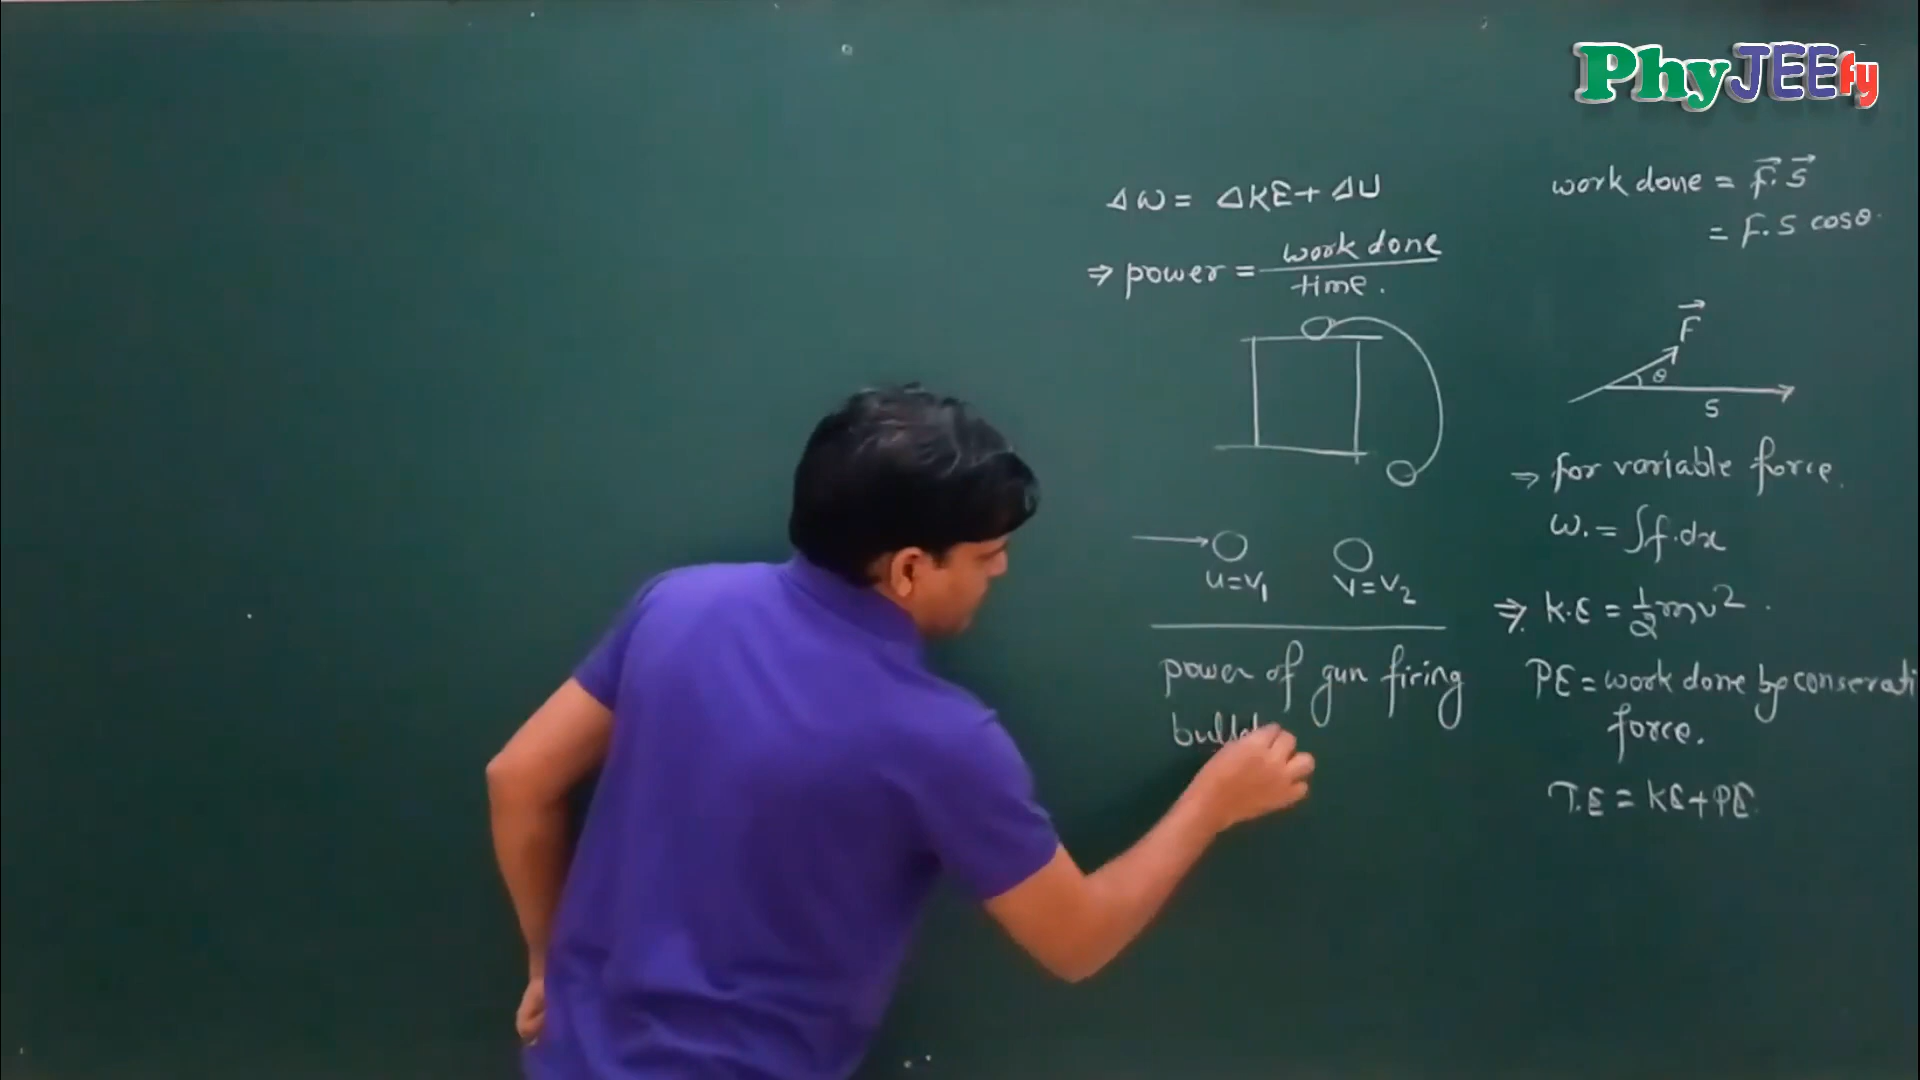 PhyJEEfy
Δw = ΔKE + ΔU
⇒ power = work done
time.
u=v₁
v=v₂
power of gun firing
work done = F⃗.S⃗
= F.S cosθ.
F⃗
θ
S
⇒ for variable force.
w. = ∫f.dx
⇒ K.E = 1/2 mv² .
PE = work done by conserati
force.
T.E = KE+PE